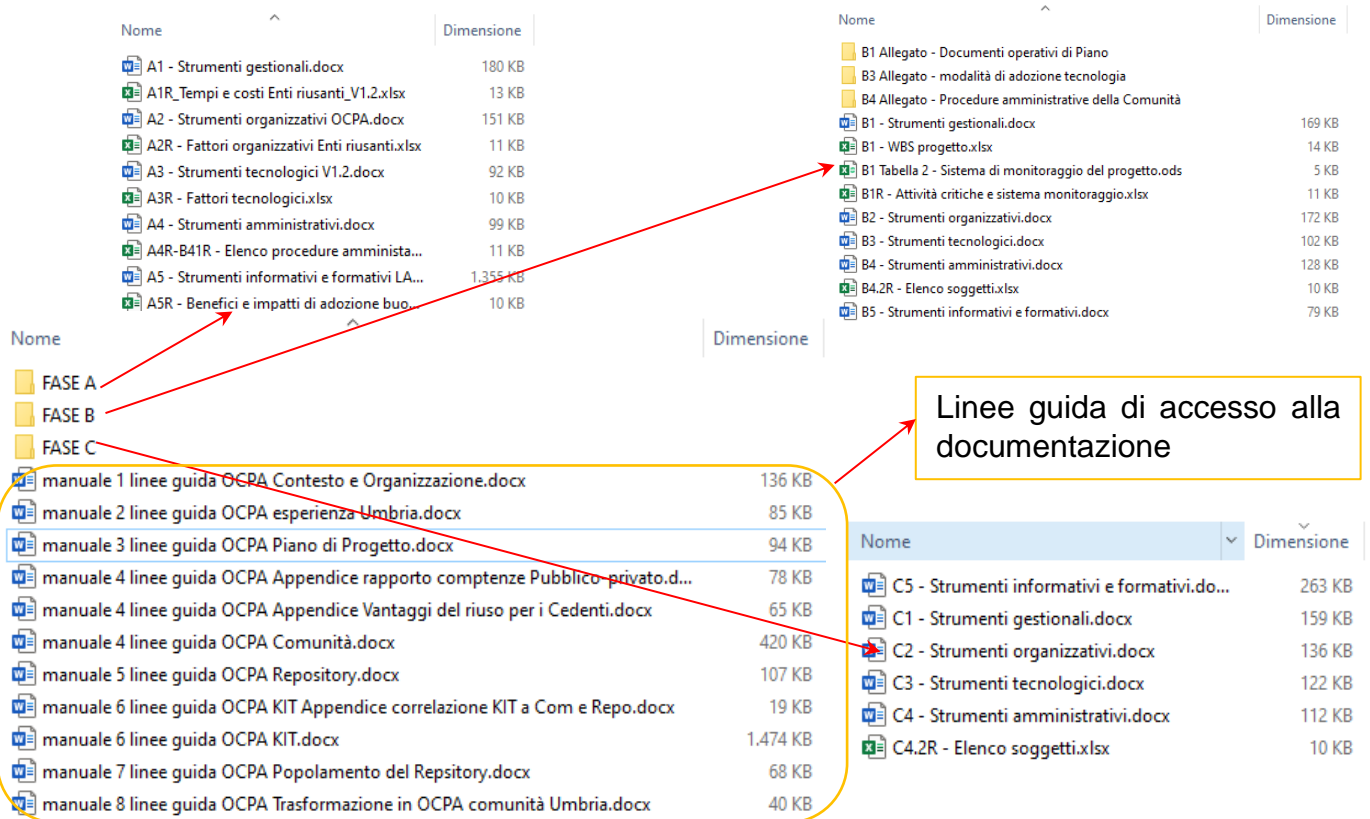 Nome Dimensione
A1 - Strumenti gestionali.docx 180 KB
A1R_Tempi e costi Enti riusanti_V1.2.xlsx 13 KB
A2 - Strumenti organizzativi OCPA.docx 151 KB
A2R - Fattori organizzativi Enti riusanti.xlsx 11 KB
A3 - Strumenti tecnologici V1.2.docx 92 KB
A3R - Fattori tecnologici.xlsx 10 KB
A4 - Strumenti amministrativi.docx 99 KB
A4R-B41R - Elenco procedure amminista... 11 KB
A5 - Strumenti informativi e formativi LA... 1.355 KB
A5R - Benefici e impatti di adozione buo... 10 KB
Nome Dimensione
B1 Allegato - Documenti operativi di Piano
B3 Allegato - modalità di adozione tecnologia
B4 Allegato - Procedure amministrative della Comunità
B1 - Strumenti gestionali.docx 169 KB
B1 - WBS progetto.xlsx 14 KB
B1 Tabella 2 - Sistema di monitoraggio del progetto.ods 5 KB
B1R - Attività critiche e sistema monitoraggio.xlsx 11 KB
B2 - Strumenti organizzativi.docx 172 KB
B3 - Strumenti tecnologici.docx 102 KB
B4 - Strumenti amministrativi.docx 128 KB
B4.2R - Elenco soggetti.xlsx 10 KB
B5 - Strumenti informativi e formativi.docx 79 KB
Nome Dimensione
FASE A
FASE B
FASE C
manuale 1 linee guida OCPA Contesto e Organizzazione.docx 136 KB
manuale 2 linee guida OCPA esperienza Umbria.docx 85 KB
manuale 3 linee guida OCPA Piano di Progetto.docx 94 KB
manuale 4 linee guida OCPA Appendice rapporto comptenze Pubblico-privato.d... 78 KB
manuale 4 linee guida OCPA Appendice Vantaggi del riuso per i Cedenti.docx 65 KB
manuale 4 linee guida OCPA Comunità.docx 420 KB
manuale 5 linee guida OCPA Repository.docx 107 KB
manuale 6 linee guida OCPA KIT Appendice correlazione KIT a Com e Repo.docx 19 KB
manuale 6 linee guida OCPA KIT.docx 1.474 KB
manuale 7 linee guida OCPA Popolamento del Repsitory.docx 68 KB
manuale 8 linee guida OCPA Trasformazione in OCPA comunità Umbria.docx 40 KB
Linee guida di accesso alla
documentazione
Nome Dimensione
C5 - Strumenti informativi e formativi.do... 263 KB
C1 - Strumenti gestionali.docx 159 KB
C2 - Strumenti organizzativi.docx 136 KB
C3 - Strumenti tecnologici.docx 122 KB
C4 - Strumenti amministrativi.docx 112 KB
C4.2R - Elenco soggetti.xlsx 10 KB